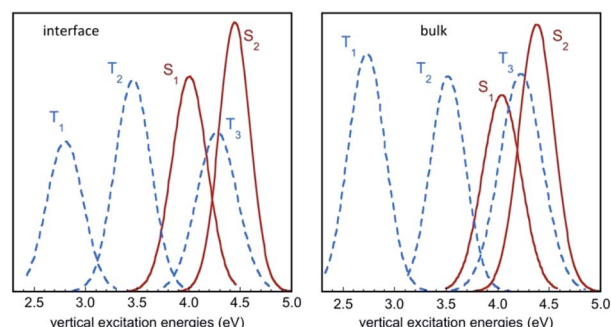 interface
S2
T2
S1
T1
T3
2.5 3.0 3.5 4.0 4.5 5.0
vertical excitation energies (eV)
bulk
T1
S2
T2
T3
S1
2.5 3.0 3.5 4.0 4.5 5.0
vertical excitation energies (eV)